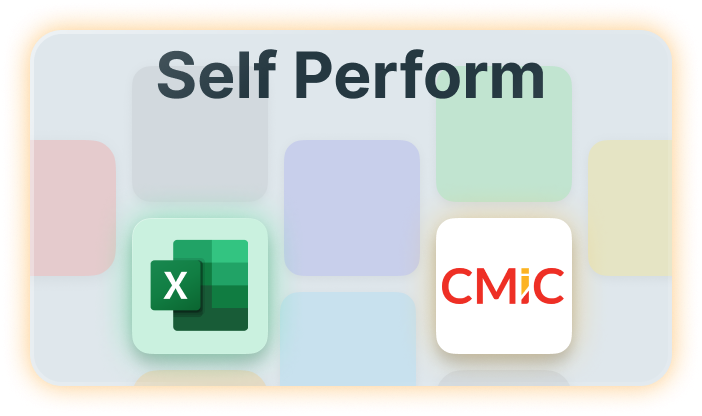 Self Perform
X
CMiC